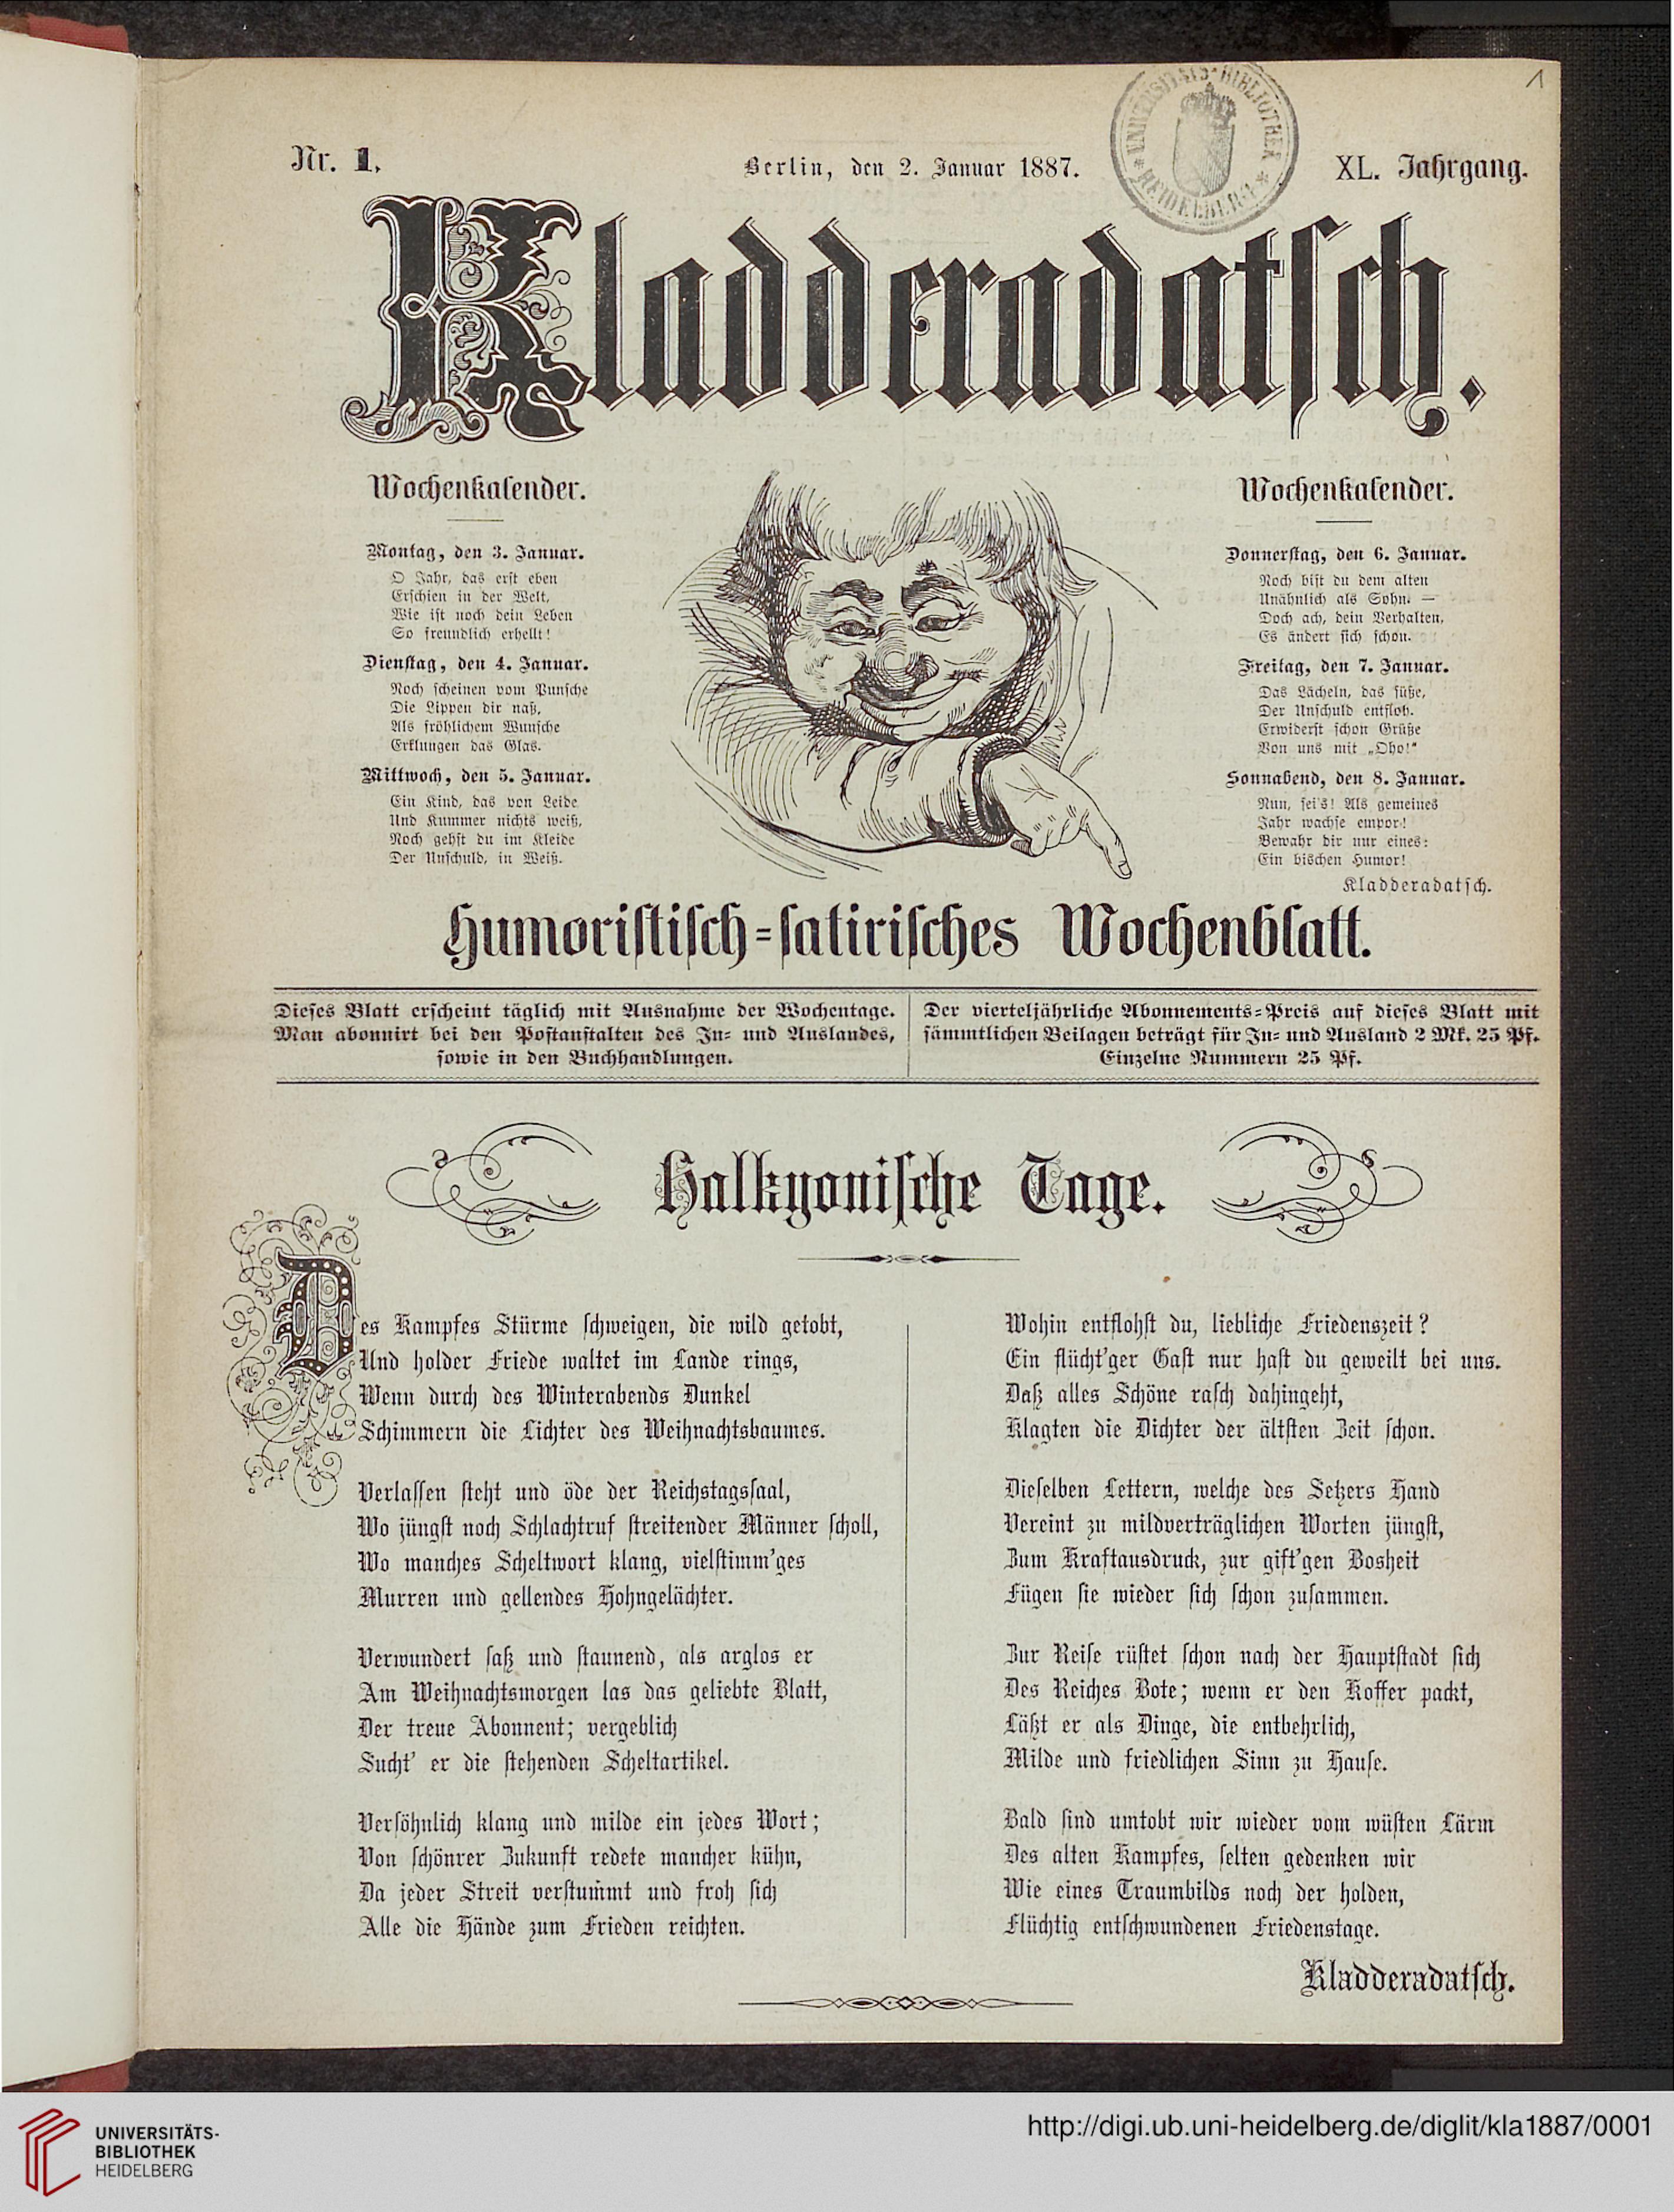 1
UNIVERSITÄTS-BIBLIOTHEK
* HEIDELBERG *
Nr. 1.
Berlin, den 2. Januar 1887.
XL. Jahrgang.
Kladderadatſch.
Wochenkalender.
Montag, den 3. Januar.
O Jahr, das erſt eben
Erſchien in der Welt,
Wie iſt noch dein Leben
So freundlich erhellt!
Dienſtag, den 4. Januar.
Noch ſcheinen vom Punſche
Die Lippen dir naß,
Als fröhlichem Wunſche
Erklungen das Glas.
Mittwoch, den 5. Januar.
Ein Kind, das von Leide
Und Kummer nichts weiß,
Noch gehſt du im Kleide
Der Unſchuld, in Weiß.
Wochenkalender.
Donnerſtag, den 6. Januar.
Noch biſt du dem alten
Unähnlich als Sohn. —
Doch ach, dein Verhalten,
Es ändert ſich ſchon.
Freitag, den 7. Januar.
Das Lächeln, das ſüße,
Der Unſchuld entfloh.
Erwiderſt ſchon Grüße
Von uns mit „Oho!“
Sonnabend, den 8. Januar.
Nun, ſei's! Als gemeines
Jahr wachſe empor!
Bewahr dir nur eines:
Ein bischen Humor!
Kladderadatſch.
Humoriſtiſch=ſatiriſches Wochenblatt.
Dieſes Blatt erſcheint täglich mit Ausnahme der Wochentage.
Man abonnirt bei den Poſtanſtalten des In= und Auslandes,
ſowie in den Buchhandlungen.
Der vierteljährliche Abonnements=Preis auf dieſes Blatt mit
ſämmtlichen Beilagen beträgt für In= und Ausland 2 Mk. 25 Pf.
Einzelne Nummern 25 Pf.
Halkyoniſche Tage.
Des Kampfes Stürme ſchweigen, die wild getobt,
Und holder Friede waltet im Lande rings,
Wenn durch des Winterabends Dunkel
Schimmern die Lichter des Weihnachtsbaumes.
Verlaſſen ſteht und öde der Reichstagsſaal,
Wo jüngſt noch Schlachtruf ſtreitender Männer ſcholl,
Wo manches Scheltwort klang, vielſtimm'ges
Murren und gellendes Hohngelächter.
Verwundert ſaß und ſtaunend, als arglos er
Am Weihnachtsmorgen las das geliebte Blatt,
Der treue Abonnent; vergeblich
Sucht' er die ſtehenden Scheltartikel.
Verſöhnlich klang und milde ein jedes Wort;
Von ſchönrer Zukunft redete mancher kühn,
Da jeder Streit verſtummt und froh ſich
Alle die Hände zum Frieden reichten.
Wohin entflohſt du, liebliche Friedenszeit?
Ein flücht'ger Gaſt nur haſt du geweilt bei uns.
Daß alles Schöne raſch dahingeht,
Klagten die Dichter der ältſten Zeit ſchon.
Dieſelben Lettern, welche des Setzers Hand
Vereint zu mildverträglichen Worten jüngſt,
Zum Kraftausdruck, zur gift'gen Bosheit
Fügen ſie wieder ſich ſchon zuſammen.
Zur Reiſe rüſtet ſchon nach der Hauptſtadt ſich
Des Reiches Bote; wenn er den Koffer packt,
Läßt er als Dinge, die entbehrlich,
Milde und friedlichen Sinn zu Hauſe.
Bald ſind umtobt wir wieder vom wüſten Lärm
Des alten Kampfes, ſelten gedenken wir
Wie eines Traumbilds noch der holden,
Flüchtig entſchwundenen Friedenstage.
Kladderadatſch.
UNIVERSITÄTS-
BIBLIOTHEK
HEIDELBERG
http://digi.ub.uni-heidelberg.de/diglit/kla1887/0001